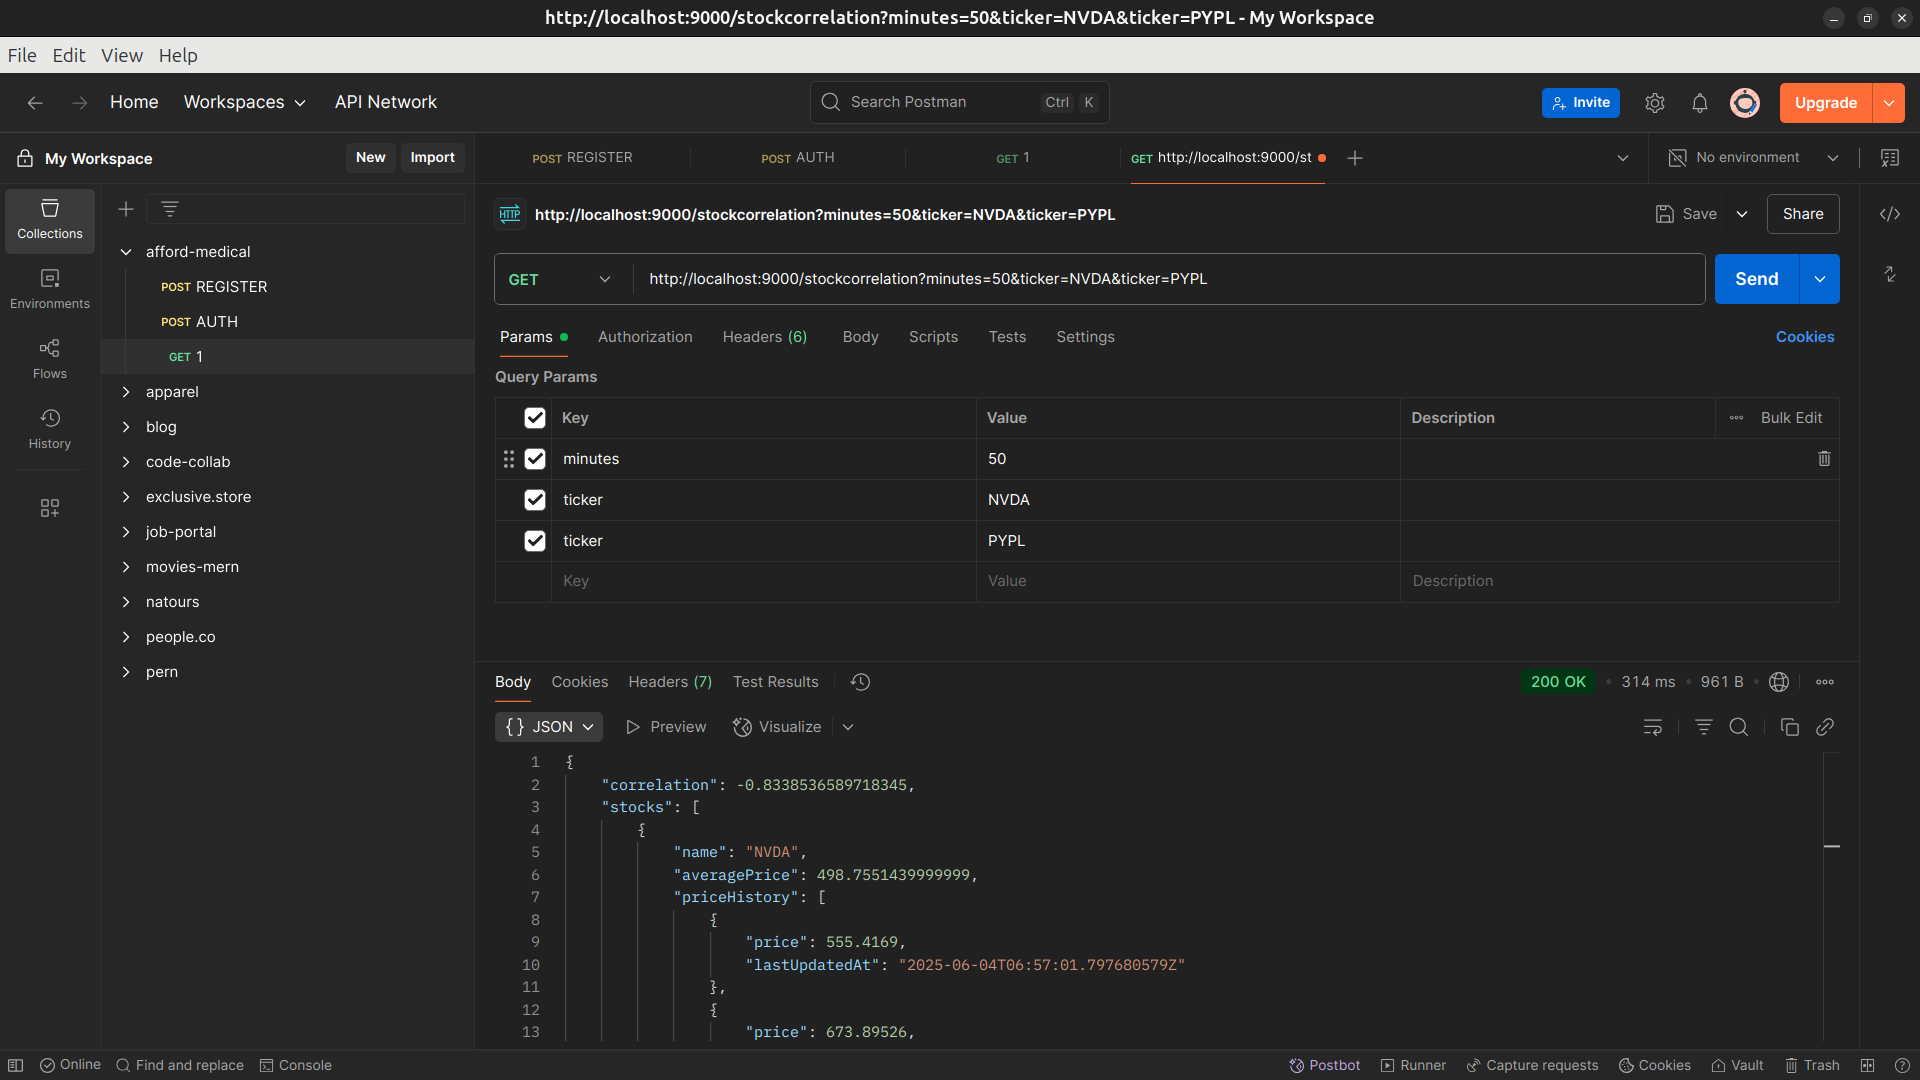 http://localhost:9000/stockcorrelation?minutes=50&ticker=NVDA&ticker=PYPL - My Workspace
File Edit View Help
Home Workspaces API Network
Search Postman Ctrl K
Invite
Upgrade
My Workspace
New Import
POST REGISTER
POST AUTH
GET 1
GET http://localhost:9000/st
No environment
Collections
Environments
Flows
History
afford-medical
POST REGISTER
POST AUTH
GET 1
apparel
blog
code-collab
exclusive.store
job-portal
movies-mern
natours
people.co
pern
HTTP http://localhost:9000/stockcorrelation?minutes=50&ticker=NVDA&ticker=PYPL
Save Share
GET http://localhost:9000/stockcorrelation?minutes=50&ticker=NVDA&ticker=PYPL
Send
Params Authorization Headers (6) Body Scripts Tests Settings Cookies
Query Params
Key Value Description Bulk Edit
minutes 50
ticker NVDA
ticker PYPL
Key Value Description
Body Cookies Headers (7) Test Results 200 OK 314 ms 961 B
{} JSON Preview Visualize
1 {
2 "correlation": -0.8338536589718345,
3 "stocks": [
4 {
5 "name": "NVDA",
6 "averagePrice": 498.7551439999999,
7 "priceHistory": [
8 {
9 "price": 555.4169,
10 "lastUpdatedAt": "2025-06-04T06:57:01.797680579Z"
11 },
12 {
13 "price": 673.89526,
Online Find and replace Console
Postbot Runner Capture requests Cookies Vault Trash